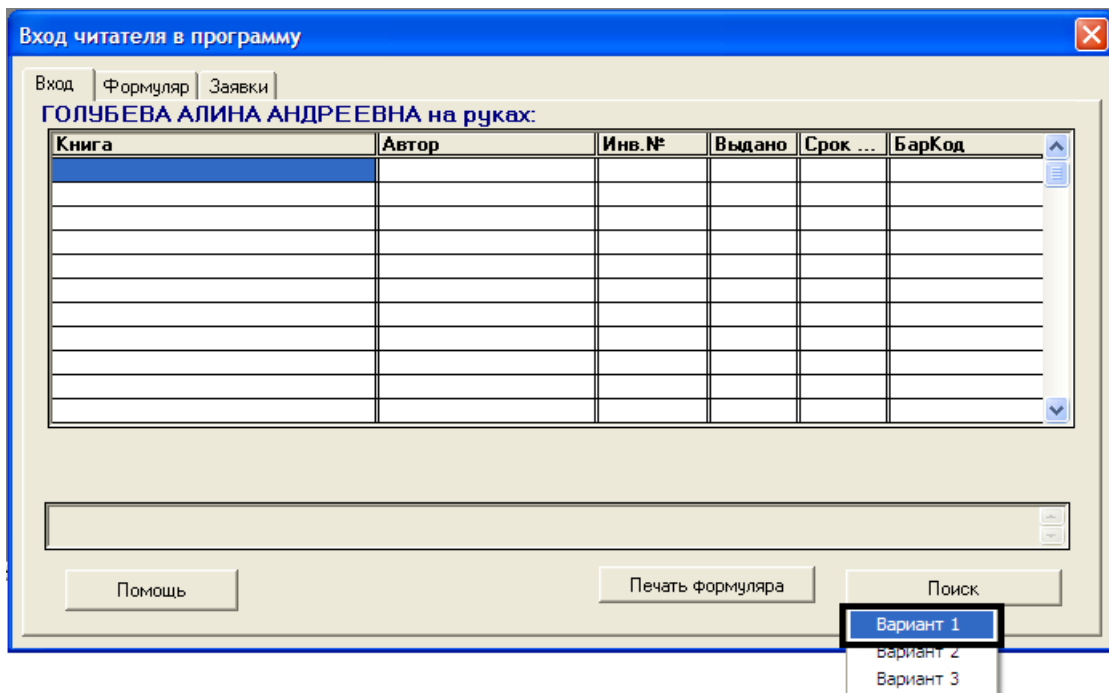 Вход читателя в программу
Вход Формуляр Заявки
ГОЛУБЕВА АЛИНА АНДРЕЕВНА на руках:
Книга Автор Инв.№ Выдано Срок ... БарКод
Помощь Печать формуляра Поиск
Вариант 1
Вариант 2
Вариант 3